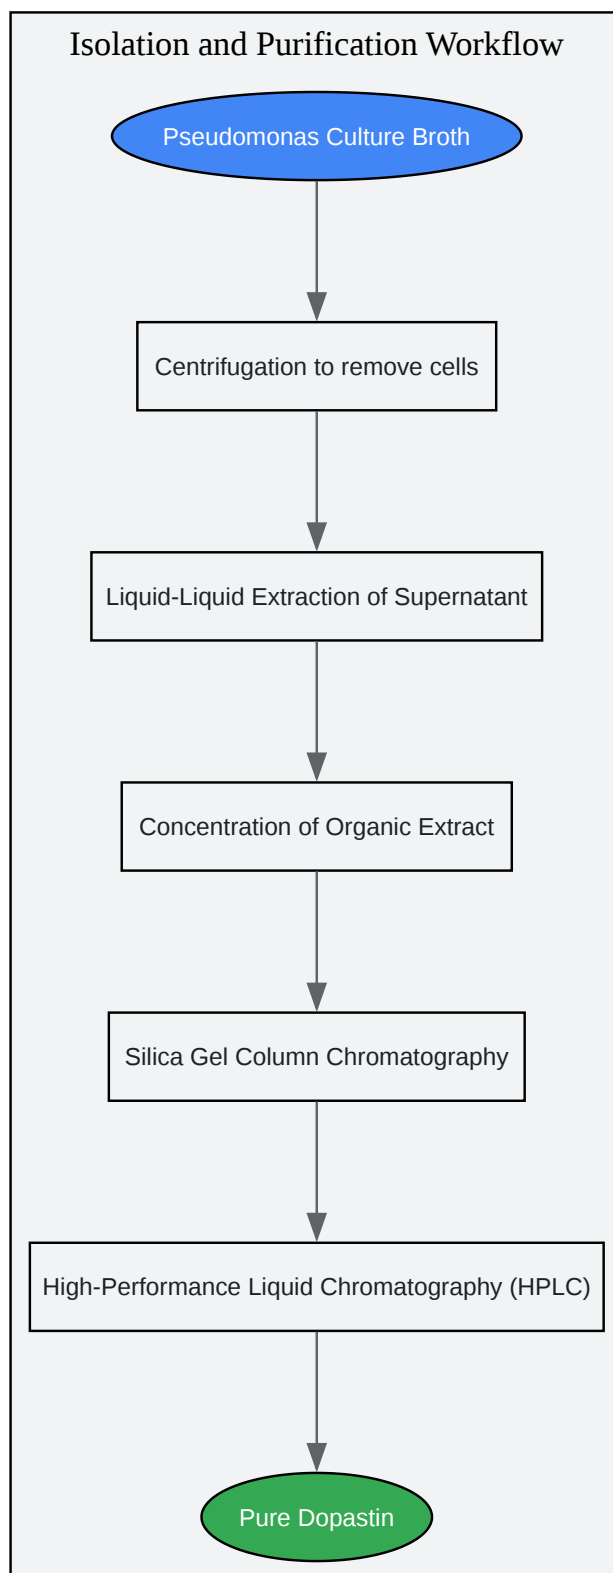 Isolation and Purification Workflow
Pseudomonas Culture Broth
Centrifugation to remove cells
Liquid-Liquid Extraction of Supernatant
Concentration of Organic Extract
Silica Gel Column Chromatography
High-Performance Liquid Chromatography (HPLC)
Pure Dopastin